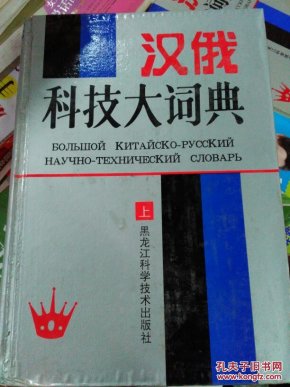 汉俄
科技大词典
БОЛЬШОЙ КИТАЙСКО-РУССКИЙ
НАУЧНО-ТЕХНИЧЕСКИЙ СЛОВАРЬ
上
黑龙江科学技术出版社
孔夫子旧书网